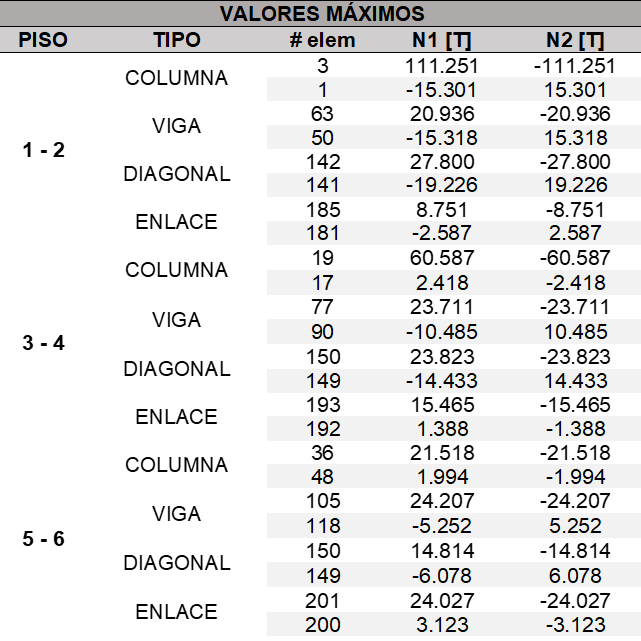 VALORES MÁXIMOS
PISO TIPO # elem N1 [T] N2 [T]
1 - 2
COLUMNA
3 111.251 -111.251
1 -15.301 15.301
VIGA
63 20.936 -20.936
50 -15.318 15.318
DIAGONAL
142 27.800 -27.800
141 -19.226 19.226
ENLACE
185 8.751 -8.751
181 -2.587 2.587
3 - 4
COLUMNA
19 60.587 -60.587
17 2.418 -2.418
VIGA
77 23.711 -23.711
90 -10.485 10.485
DIAGONAL
150 23.823 -23.823
149 -14.433 14.433
ENLACE
193 15.465 -15.465
192 1.388 -1.388
5 - 6
COLUMNA
36 21.518 -21.518
48 1.994 -1.994
VIGA
105 24.207 -24.207
118 -5.252 5.252
DIAGONAL
150 14.814 -14.814
149 -6.078 6.078
ENLACE
201 24.027 -24.027
200 3.123 -3.123